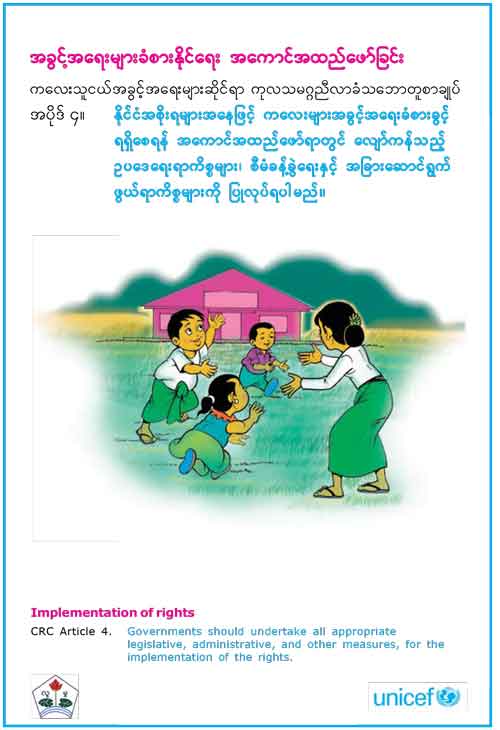 အခွင့်အရေးများခံစားနိုင်ရေး အကောင်အထည်ဖော်ခြင်း
ကလေးသူငယ်အခွင့်အရေးများဆိုင်ရာ ကုလသမဂ္ဂညီလာခံသဘောတူစာချုပ်
အပိုဒ် ၄။ နိုင်ငံအစိုးရများအနေဖြင့် ကလေးများအခွင့်အရေးခံစားခွင့်
ရရှိစေရန် အကောင်အထည်ဖော်ရာတွင် လျော်ကန်သည့်
ဥပဒေရေးရာကိစ္စများ၊ စီမံခန့်ခွဲရေးနှင့် အခြားဆောင်ရွက်
ဖွယ်ရာကိစ္စများကို ပြုလုပ်ရပါမည်။
Implementation of rights
CRC Article 4. Governments should undertake all appropriate
legislative, administrative, and other measures, for the
implementation of the rights.
unicef